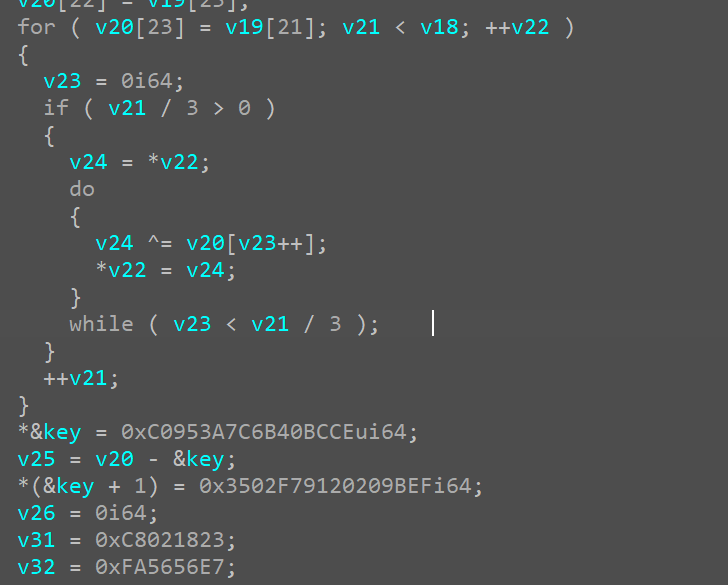 v20[22] = v19[23];
for ( v20[23] = v19[21]; v21 < v18; ++v22 )
{
v23 = 0i64;
if ( v21 / 3 > 0 )
{
v24 = *v22;
do
{
v24 ^= v20[v23++];
*v22 = v24;
}
while ( v23 < v21 / 3 );
}
++v21;
}
*&key = 0xC0953A7C6B40BCCEui64;
v25 = v20 - &key;
*(&key + 1) = 0x3502F79120209BEFi64;
v26 = 0i64;
v31 = 0xC8021823;
v32 = 0xFA5656E7;